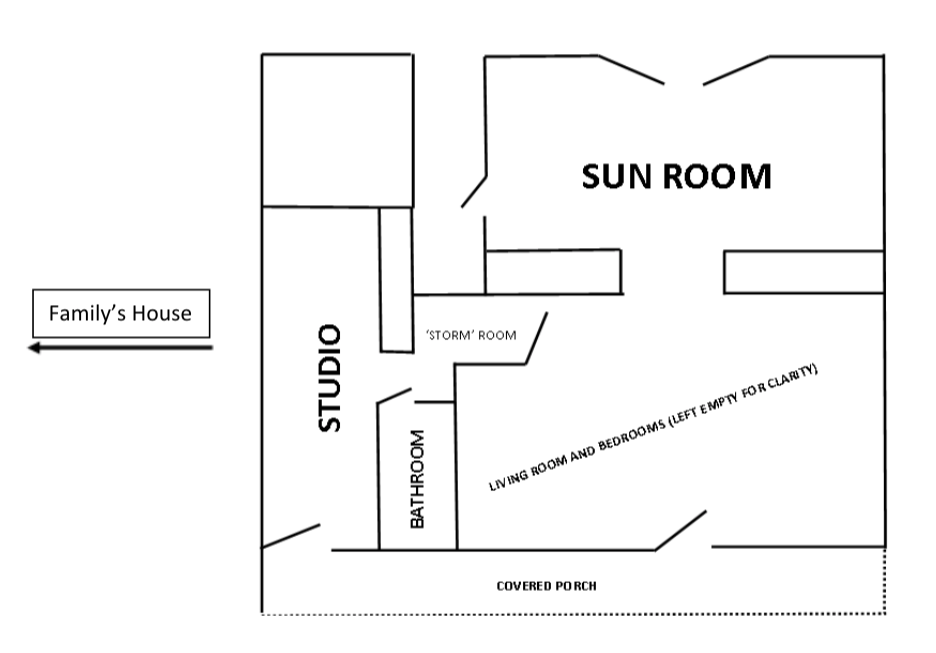 SUN ROOM
Family’s House
‘STORM’ ROOM
STUDIO
LIVING ROOM AND BEDROOMS (LEFT EMPTY FOR CLARITY)
BATHROOM
COVERED PORCH